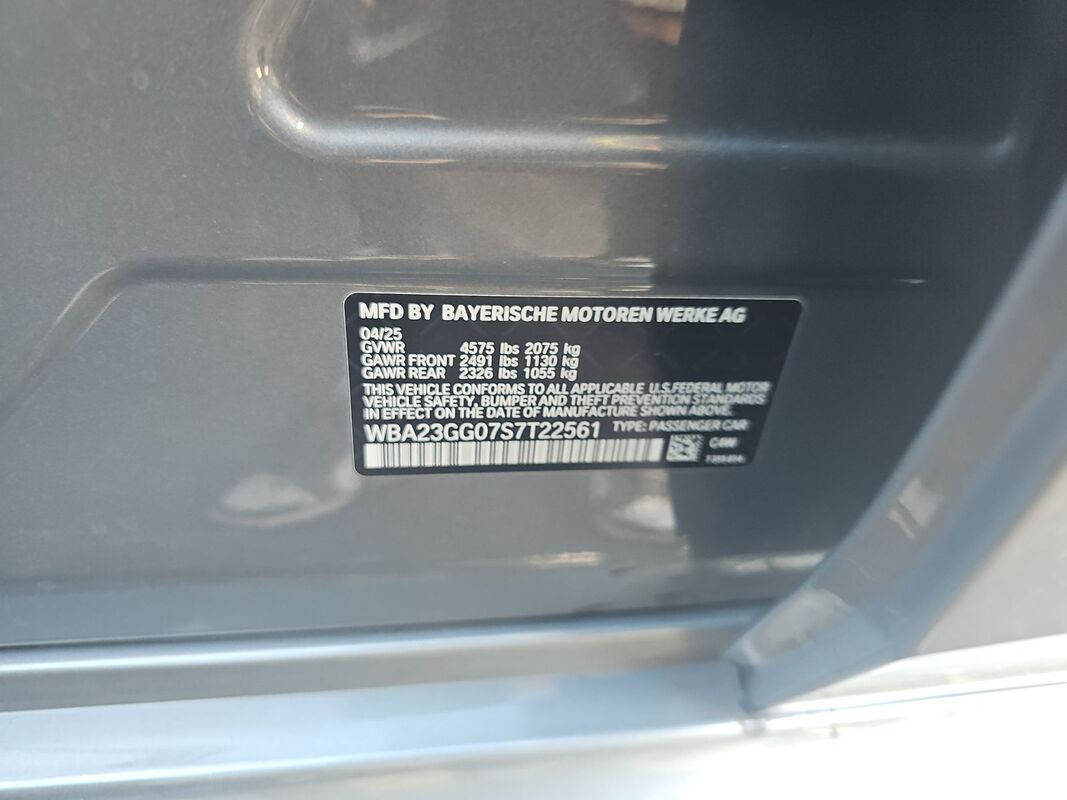 MFD BY BAYERISCHE MOTOREN WERKE AG
04/25
GVWR 4575 lbs 2075 kg
GAWR FRONT 2491 lbs 1130 kg
GAWR REAR 2326 lbs 1055 kg
THIS VEHICLE CONFORMS TO ALL APPLICABLE U.S.FEDERAL MOTOR
VEHICLE SAFETY, BUMPER AND THEFT PREVENTION STANDARDS
IN EFFECT ON THE DATE OF MANUFACTURE SHOWN ABOVE.
WBA23GG07S7T22561 TYPE: PASSENGER CAR
C4W